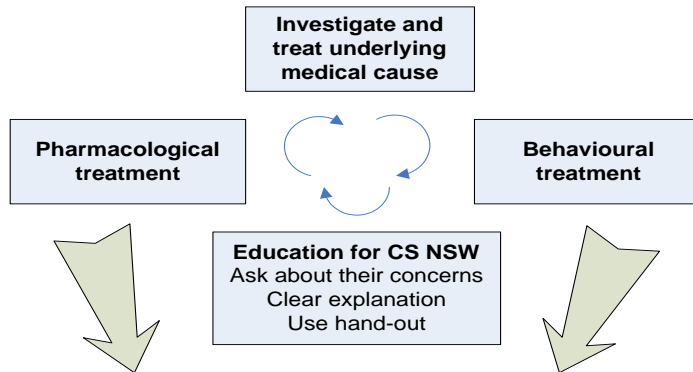 Investigate and
treat underlying
medical cause
Pharmacological
treatment
Behavioural
treatment
Education for CS NSW
Ask about their concerns
Clear explanation
Use hand-out